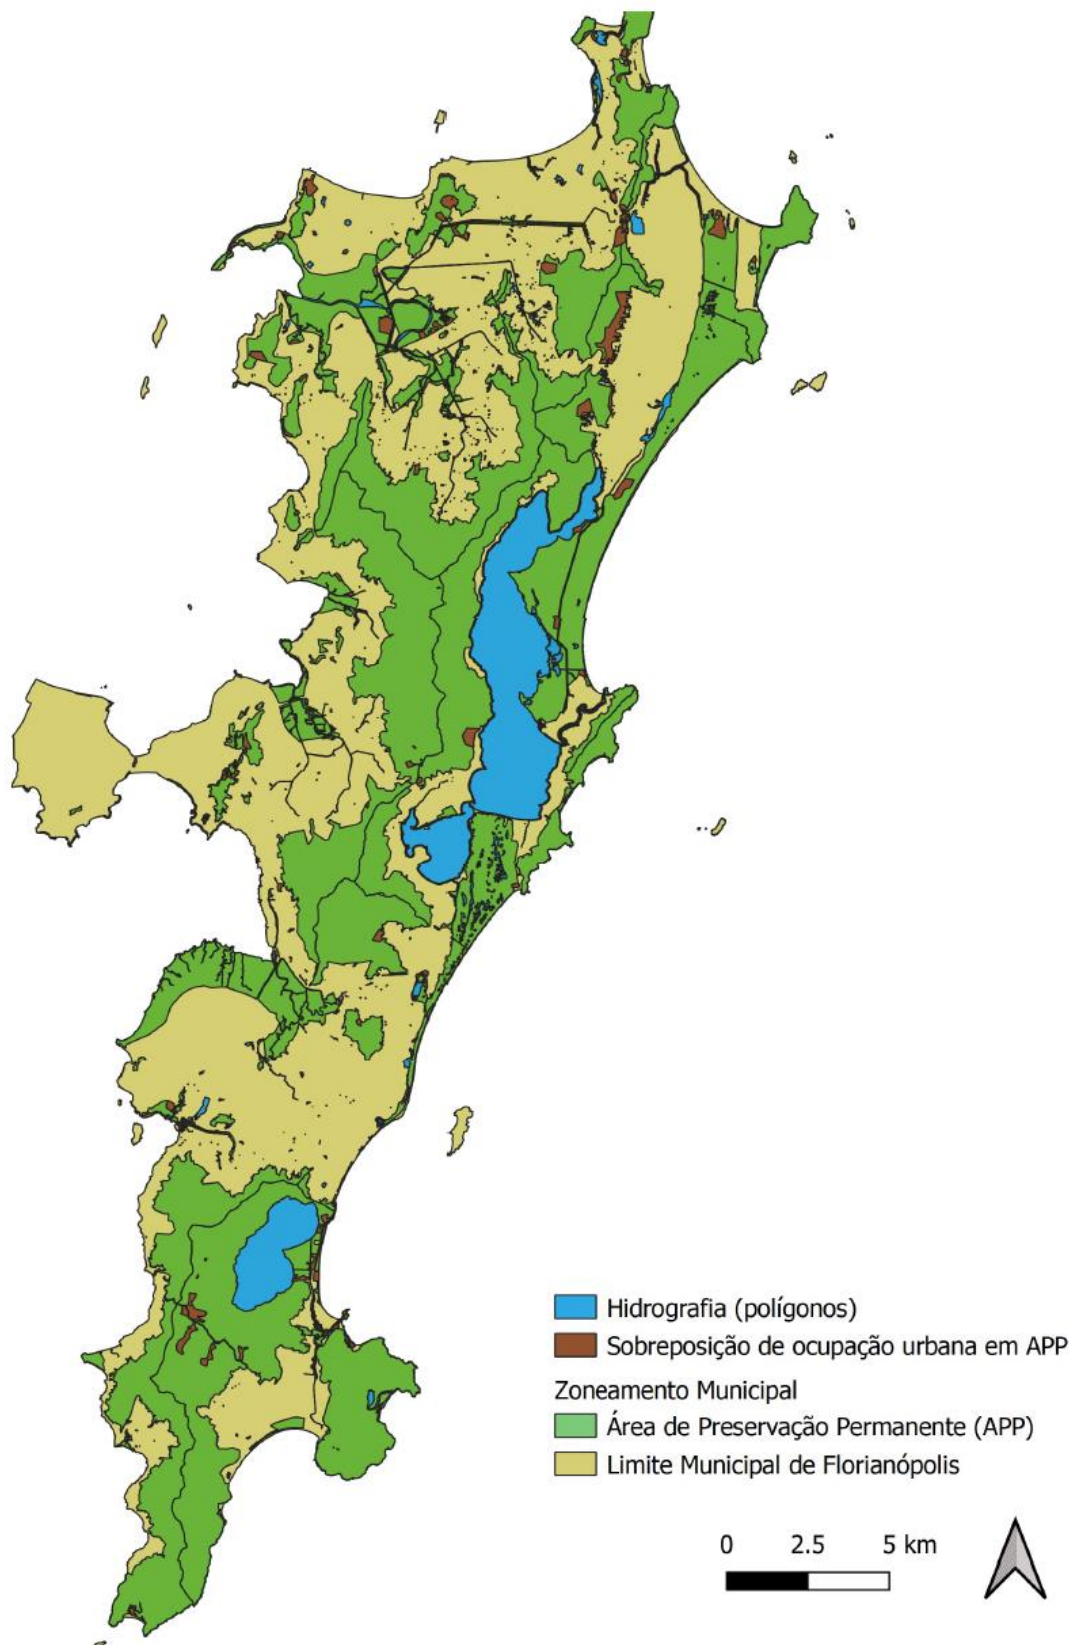 Hidrografia (polígonos)
Sobreposição de ocupação urbana em APP
Zoneamento Municipal
Área de Preservação Permanente (APP)
Limite Municipal de Florianópolis
0 2.5 5 km